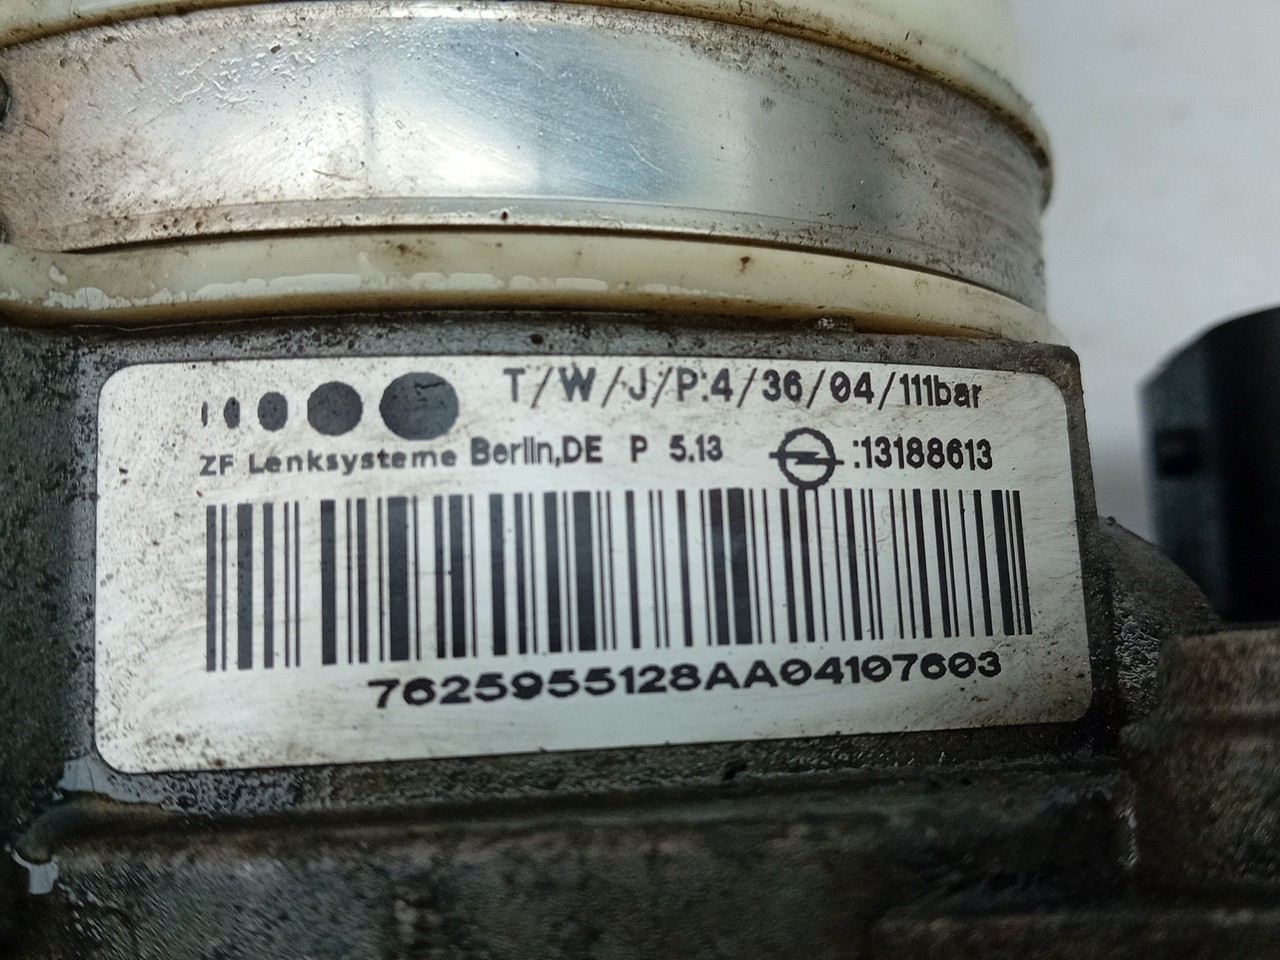 T/W/J/P:4/36/04/111bar
ZF Lenksysteme Berlin,DE P 5.13 :13188613
7625955128AA04107603